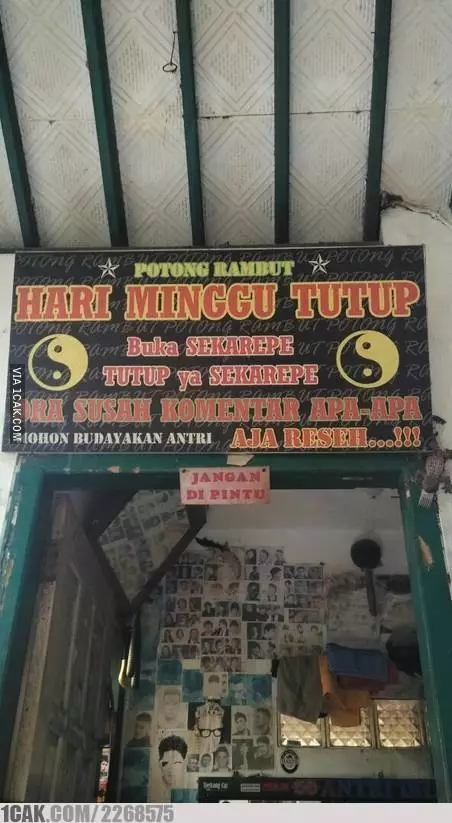 POTONG RAMBUT
HARI MINGGU TUTUP
Buka SEKAREPE
TUTUP ya SEKAREPE
ORA SUSAH KOMENTAR APA-APA
MOHON BUDAYAKAN ANTRI AJA RESEH...!!!
JANGAN
DI PINTU
VIA 1CAK.COM
1CAK.COM/2268575